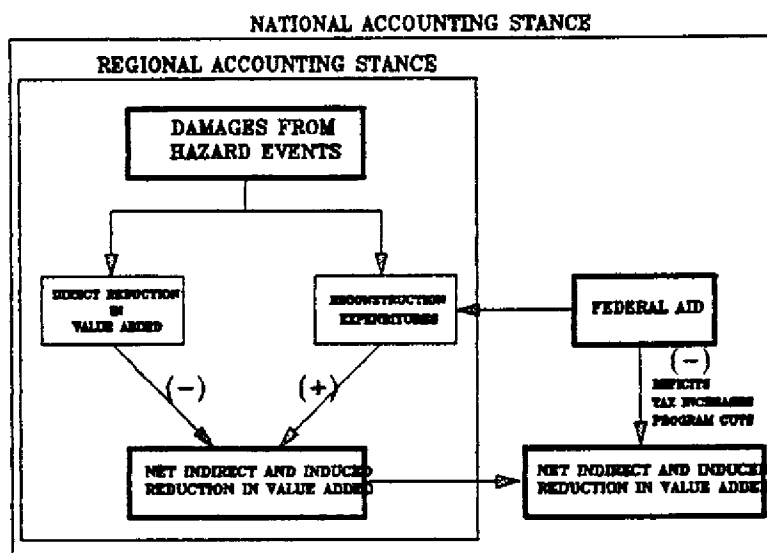 NATIONAL ACCOUNTING STANCE
REGIONAL ACCOUNTING STANCE
DAMAGES FROM
HAZARD EVENTS
DIRECT REDUCTION
IN
VALUE ADDED
RECONSTRUCTION
EXPENDITURES
FEDERAL AID
(-)
(+)
(-)
DEFICITS
TAX INCREASES
PROGRAM CUTS
NET INDIRECT AND INDUCED
REDUCTION IN VALUE ADDED
NET INDIRECT AND INDUCED
REDUCTION IN VALUE ADDED